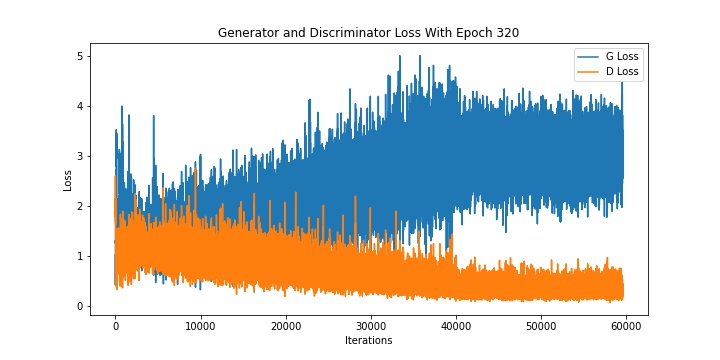 Generator and Discriminator Loss With Epoch 320
G Loss
D Loss
Loss
5
4
3
2
1
0
0 10000 20000 30000 40000 50000 60000
Iterations